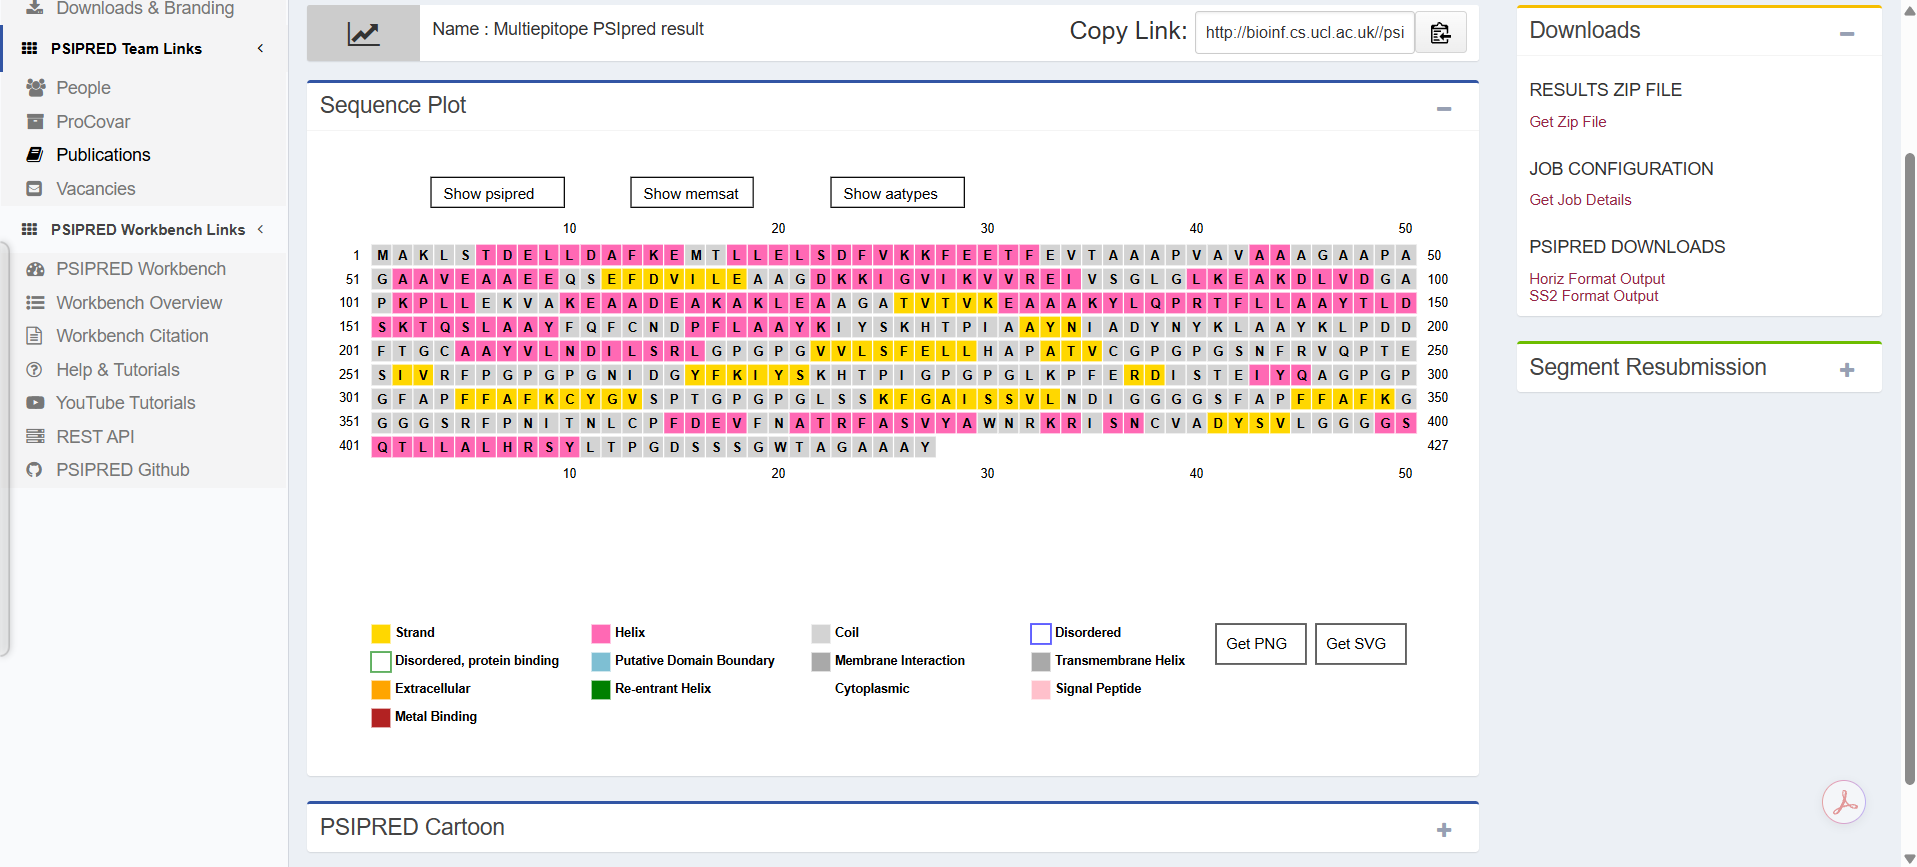 Downloads & Branding
PSIPRED Team Links
People
ProCovar
Publications
Vacancies
PSIPRED Workbench Links
PSIPRED Workbench
Workbench Overview
Workbench Citation
Help & Tutorials
YouTube Tutorials
REST API
PSIPRED Github
Name : Multiepitope PSIpred result
Copy Link: http://bioinf.cs.ucl.ac.uk//psi
Sequence Plot
Show psipred Show memsat Show aatypes
10 20 30 40 50
1 M A K L S T D E L L D A F K E M T L L E L S D F V K K F E E T F E V T A A A P V A V A A A G A A P A 50
51 G A A V E A A E E Q S E F D V I L E A A G D K K I G V I K V V R E I V S G L G L K E A K D L V D G A 100
101 P K P L L E K V A K E A A D E A K A K L E A A G A T V T V K E A A A K Y L Q P R T F L L A A Y T L D 150
151 S K T Q S L A A Y F Q F C N D P F L A A Y K I Y S K H T P I A A Y N I A D Y N Y K L A A Y K L P D D 200
201 F T G C A A Y V L N D I L S R L G P G P G V V L S F E L L H A P A T V C G P G P G S N F R V Q P T E 250
251 S I V R F P G P G P G N I D G Y F K I Y S K H T P I G P G P G L K P F E R D I S T E I Y Q A G P G P 300
301 G F A P F F A F K C Y G V S P T G P G P G L S S K F G A I S S V L N D I G G G G S F A P F F A F K G 350
351 G G G S R F P N I T N L C P F D E V F N A T R F A S V Y A W N R K R I S N C V A D Y S V L G G G G S 400
401 Q T L L A L H R S Y L T P G D S S S G W T A G A A A Y 427
10 20 30 40 50
Strand Helix Coil Disordered
Disordered, protein binding Putative Domain Boundary Membrane Interaction Transmembrane Helix
Extracellular Re-entrant Helix Cytoplasmic Signal Peptide
Metal Binding
Get PNG Get SVG
PSIPRED Cartoon
Downloads
RESULTS ZIP FILE
Get Zip File
JOB CONFIGURATION
Get Job Details
PSIPRED DOWNLOADS
Horiz Format Output
SS2 Format Output
Segment Resubmission